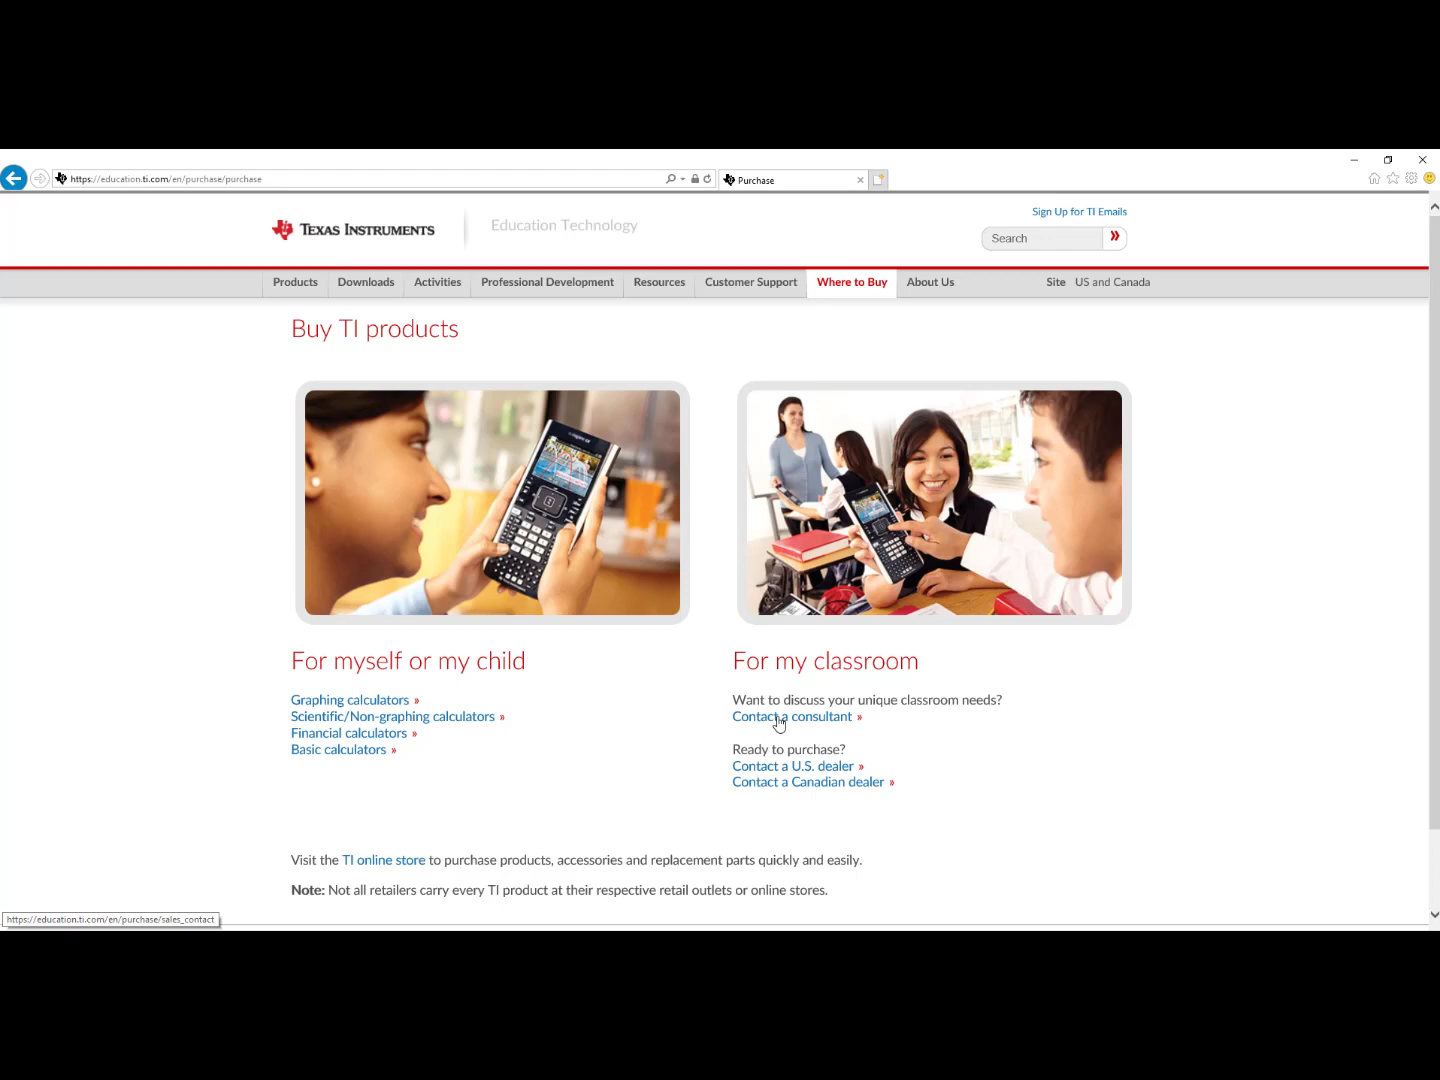 https://education.ti.com/en/purchase/purchase
Purchase
Sign Up for TI Emails
TEXAS INSTRUMENTS
Education Technology
Search
Products
Downloads
Activities
Professional Development
Resources
Customer Support
Where to Buy
About Us
Site US and Canada
Buy TI products
For myself or my child
Graphing calculators »
Scientific/Non-graphing calculators »
Financial calculators »
Basic calculators »
For my classroom
Want to discuss your unique classroom needs?
Contact a consultant »
Ready to purchase?
Contact a U.S. dealer »
Contact a Canadian dealer »
Visit the TI online store to purchase products, accessories and replacement parts quickly and easily.
Note: Not all retailers carry every TI product at their respective retail outlets or online stores.
https://education.ti.com/en/purchase/sales_contact